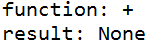 function: +
result: None